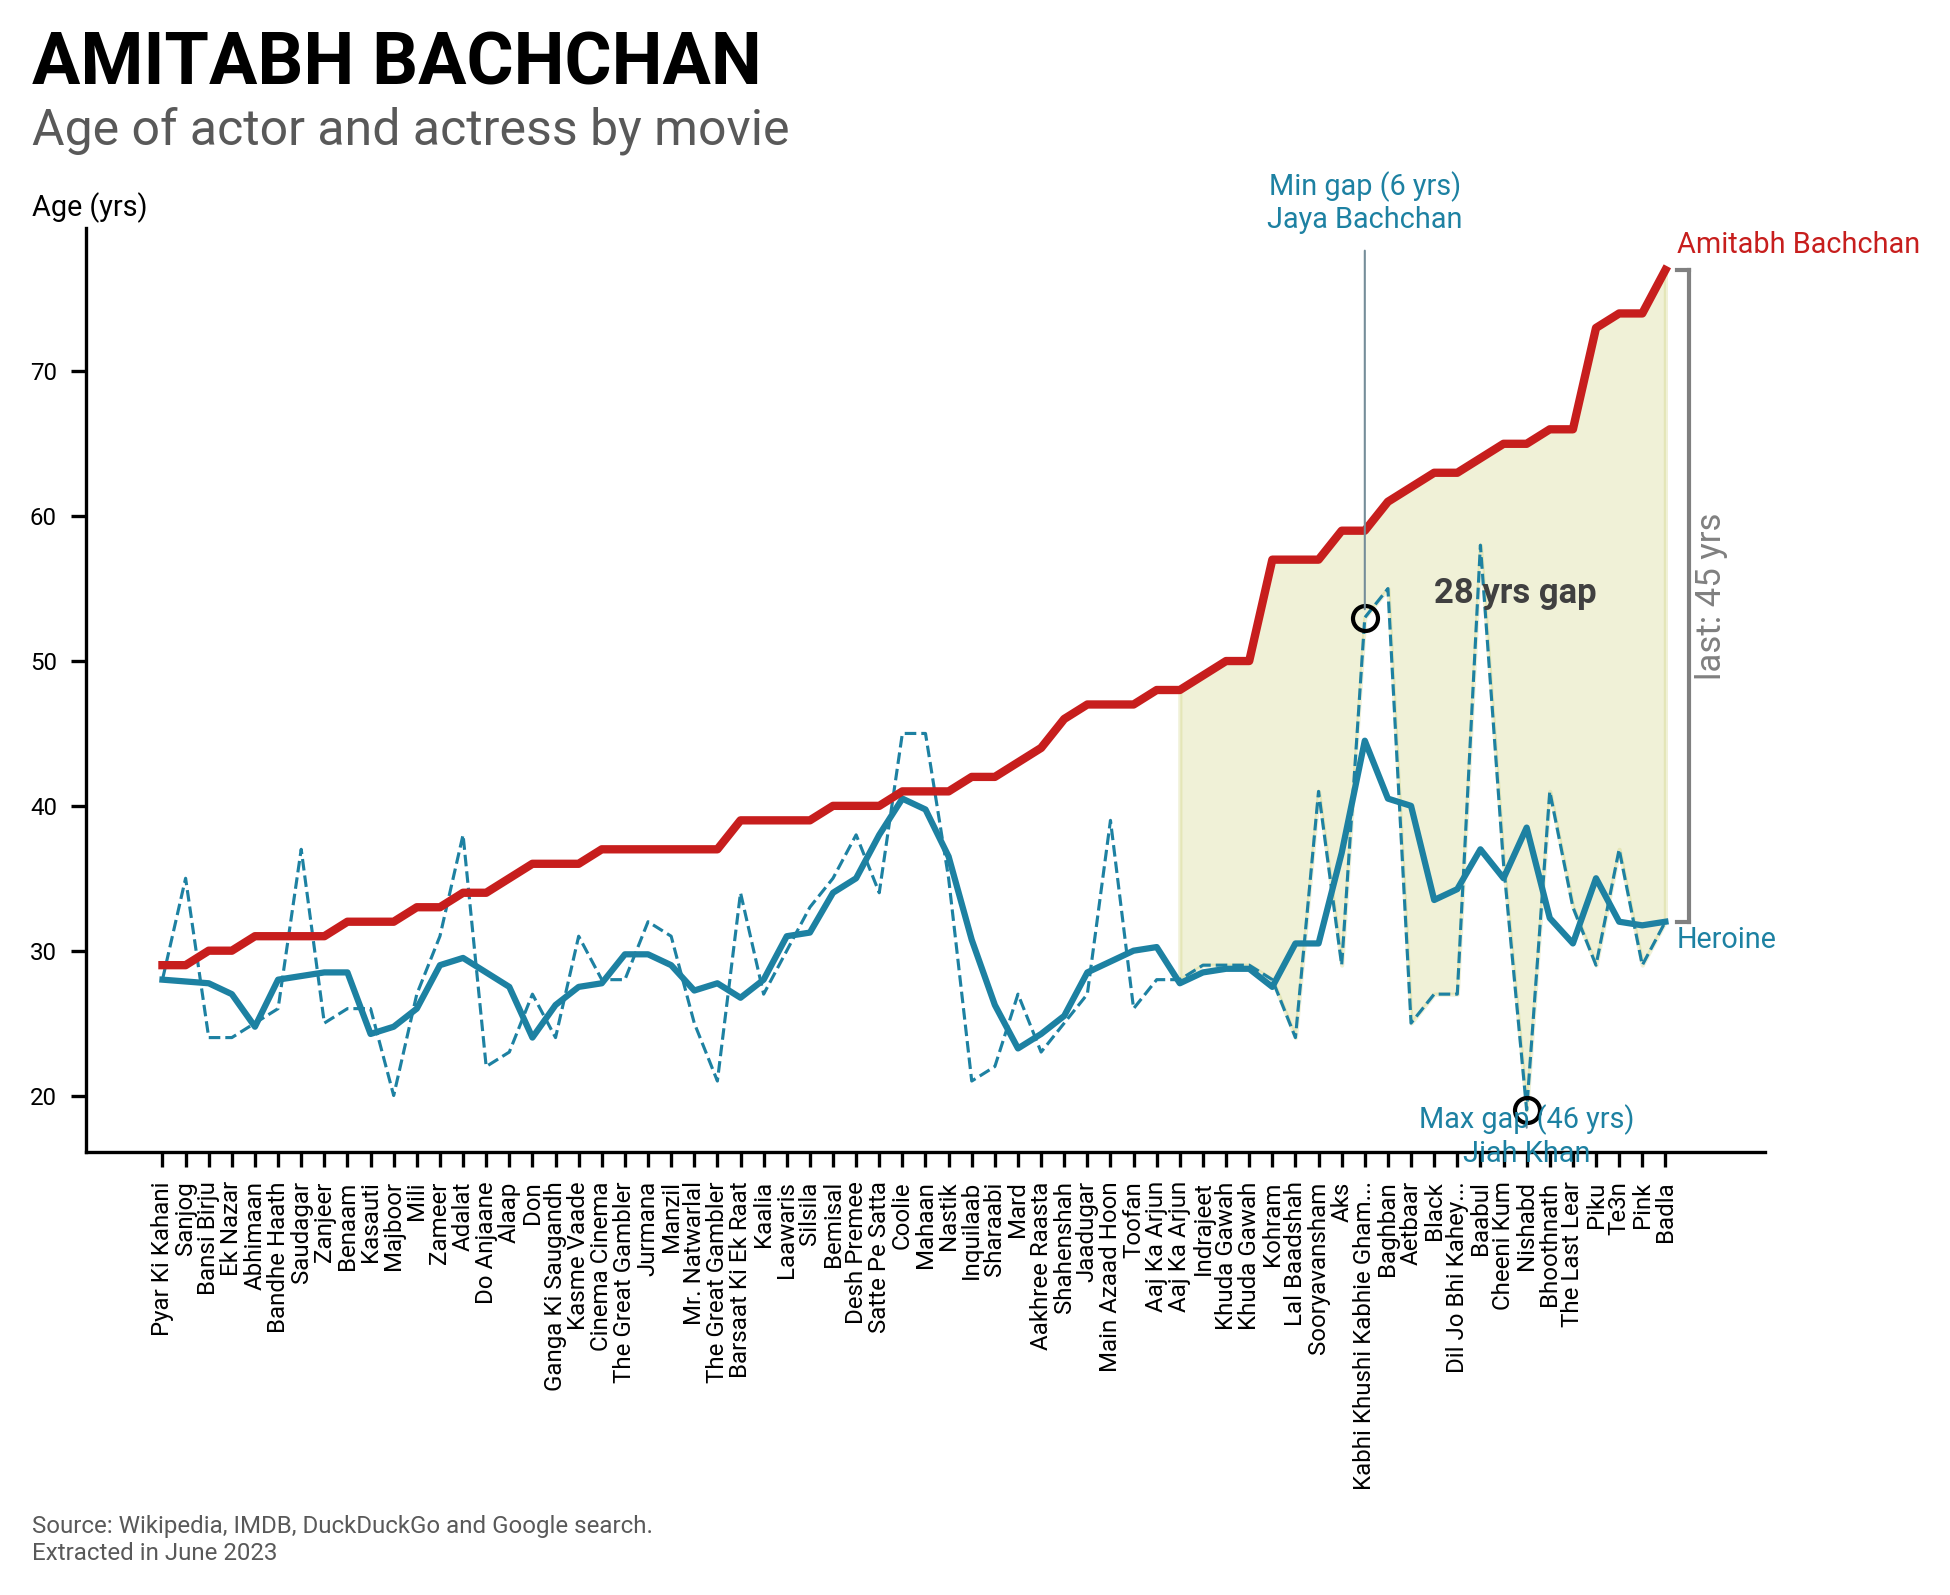 AMITABH BACHCHAN
Age of actor and actress by movie
Age (yrs)
Min gap (6 yrs)
Jaya Bachchan
Amitabh Bachchan
70
60
50
40
30
20
28 yrs gap
last: 45 yrs
Heroine
Max gap (46 yrs)
Jiah Khan
Pyar Ki Kahani
Sanjog
Bansi Birju
Ek Nazar
Abhimaan
Bandhe Haath
Saudagar
Zanjeer
Benaam
Kasauti
Majboor
Mili
Zameer
Adalat
Do Anjaane
Alaap
Don
Ganga Ki Saugandh
Kasme Vaade
Cinema Cinema
The Great Gambler
Jurmana
Manzil
Mr. Natwarlal
The Great Gambler
Barsaat Ki Ek Raat
Kaalia
Laawaris
Silsila
Bemisal
Desh Premee
Satte Pe Satta
Coolie
Mahaan
Nastik
Inquilaab
Sharaabi
Mard
Aakhree Raasta
Shahenshah
Jaadugar
Main Azaad Hoon
Toofan
Aaj Ka Arjun
Aaj Ka Arjun
Indrajeet
Khuda Gawah
Khuda Gawah
Kohram
Lal Baadshah
Sooryavansham
Aks
Kabhi Khushi Kabhie Gham...
Baghban
Aetbaar
Black
Dil Jo Bhi Kahey...
Baabul
Cheeni Kum
Nishabd
Bhoothnath
The Last Lear
Piku
Te3n
Pink
Badla
Source: Wikipedia, IMDB, DuckDuckGo and Google search.
Extracted in June 2023